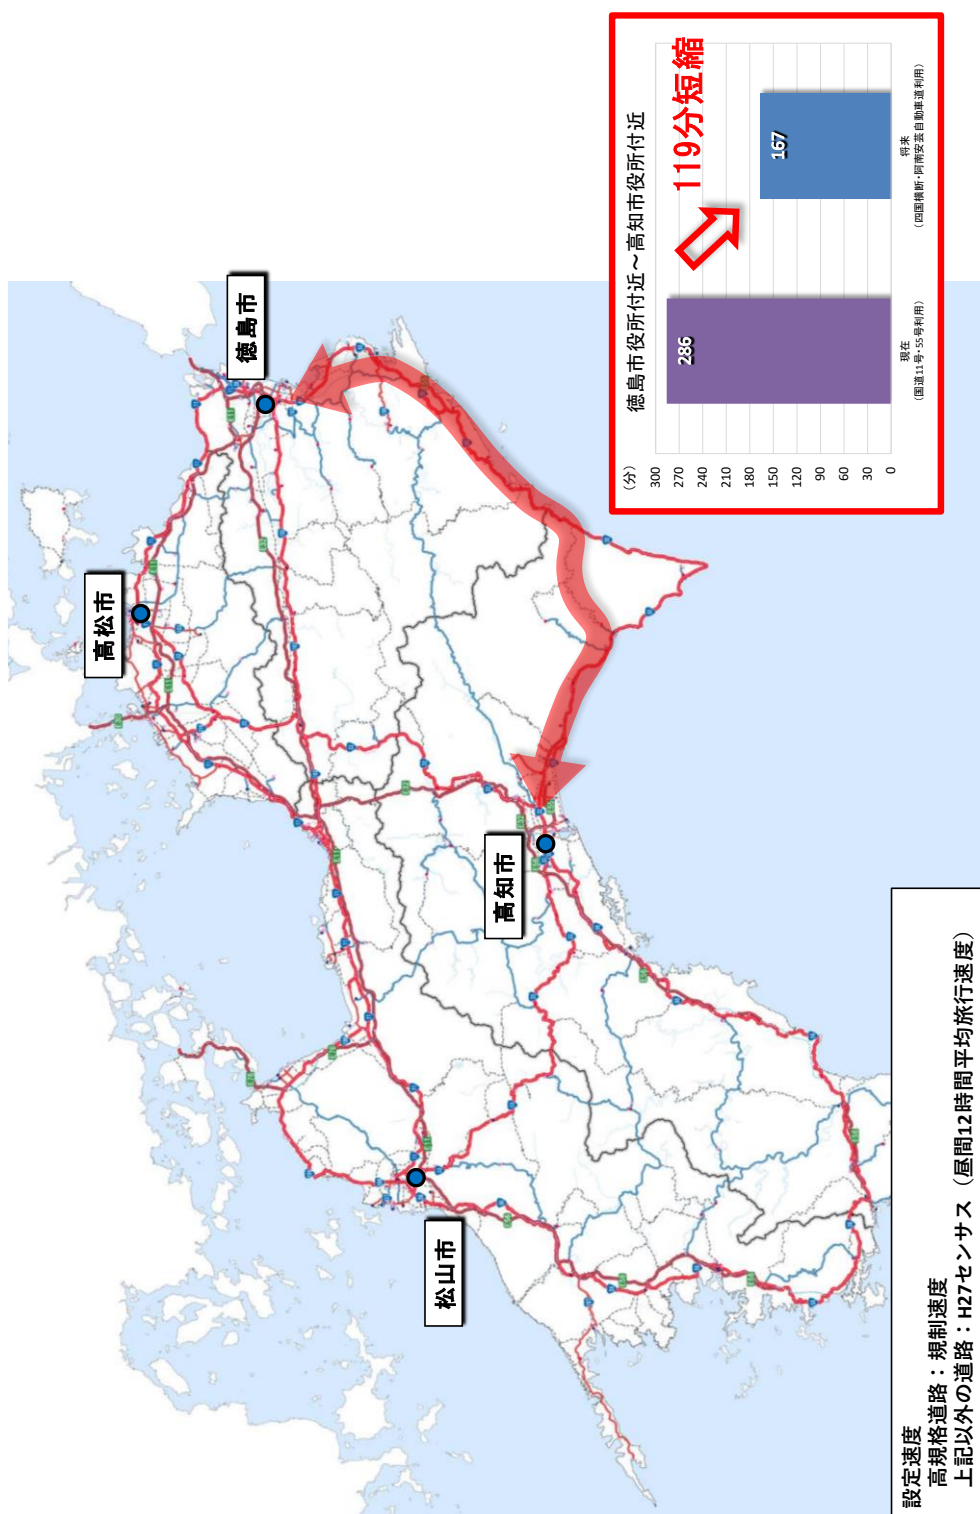 徳島市
高松市
高知市
松山市
徳島市役所付近～高知市役所付近
(分)
300
270
240
210
180
150
120
90
60
30
0
286
167
119分短縮
現在
(国道11号・55号利用)
将来
(四国横断・阿南安芸自動車道利用)
設定速度
高規格道路：規制速度
上記以外の道路：H27センサス（昼間12時間平均旅行速度）